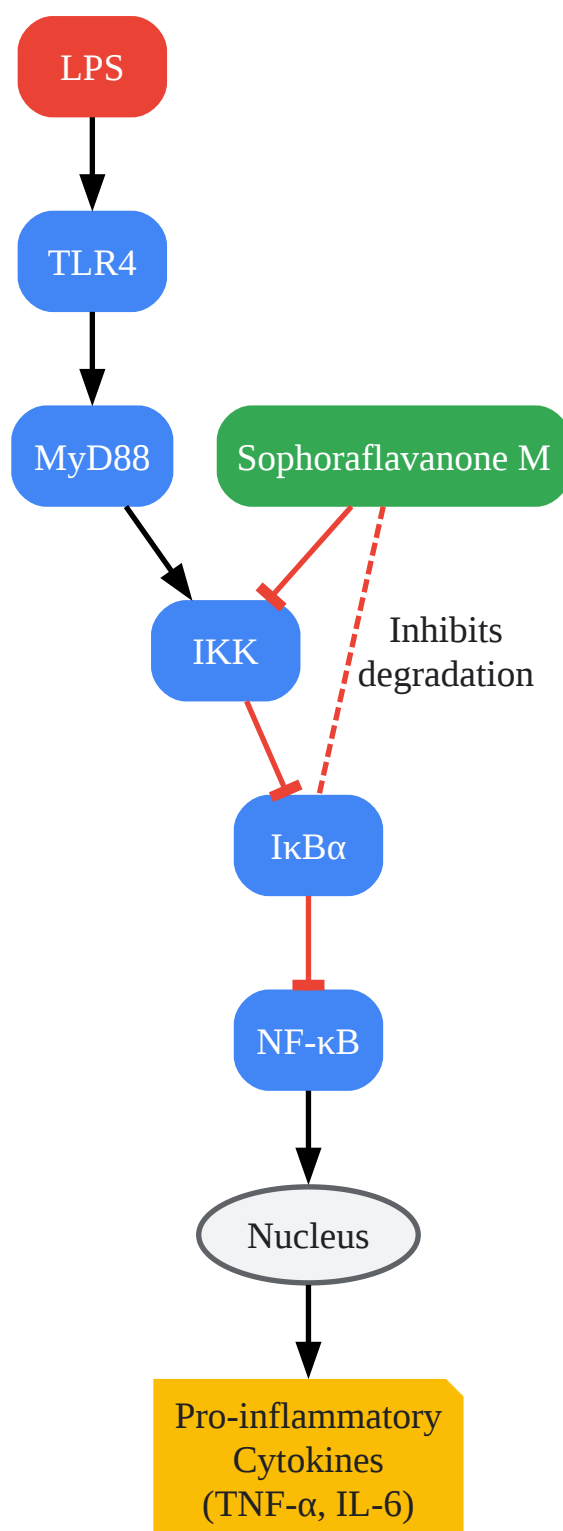 LPS
TLR4
MyD88
Sophoraflavanone M
IKK
Inhibits
degradation
IκBα
NF-κB
Nucleus
Pro-inflammatory
Cytokines
(TNF-α, IL-6)